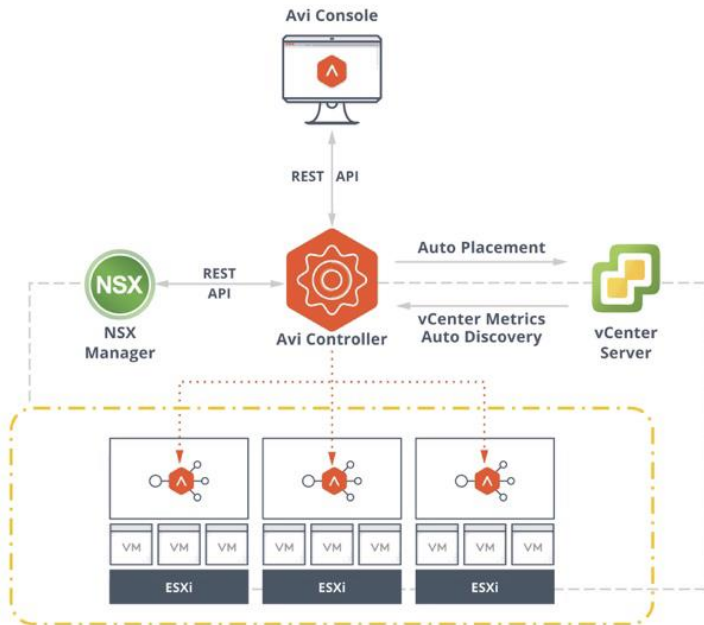 Avi Console
REST API
NSX
REST
API
NSX
Manager
Avi Controller
Auto Placement
vCenter Metrics
Auto Discovery
vCenter
Server
VM VM VM VM VM VM VM VM VM
ESXi ESXi ESXi